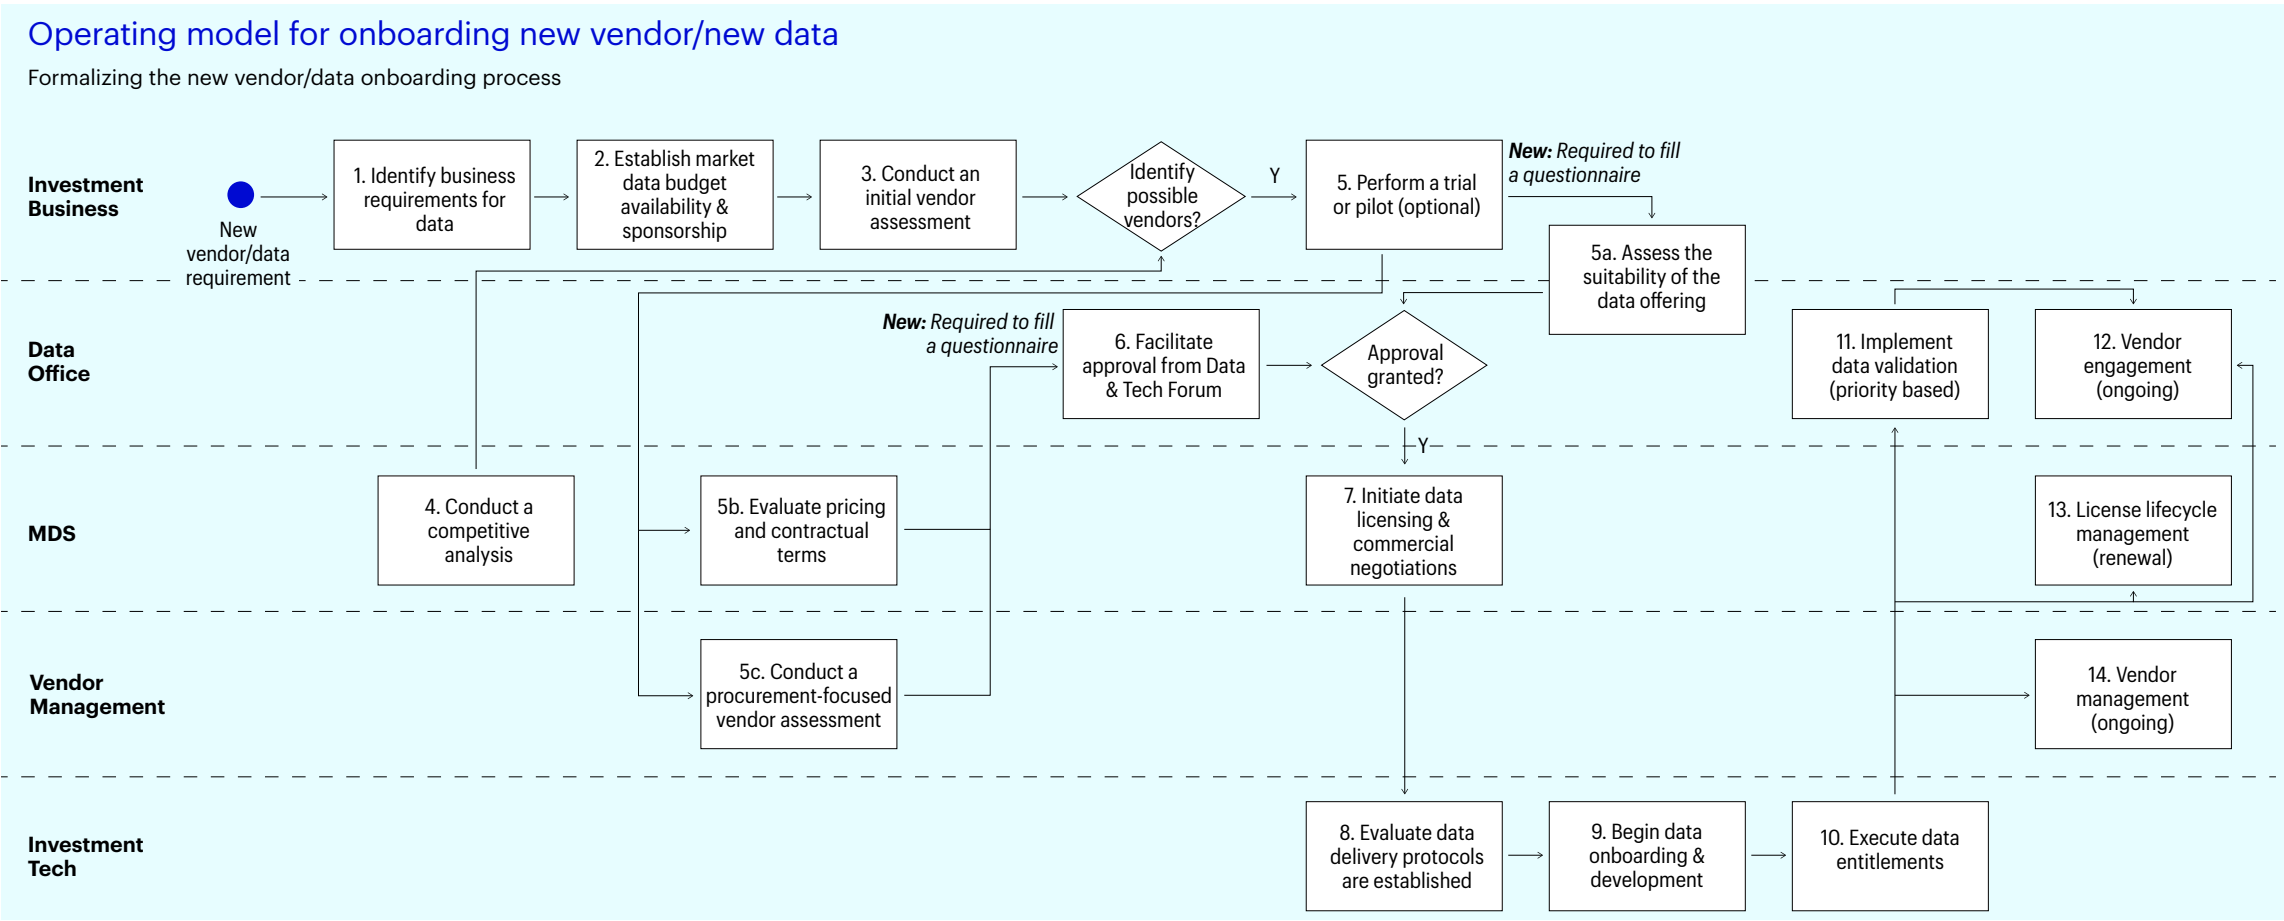 Operating model for onboarding new vendor/new data
Formalizing the new vendor/data onboarding process
Investment
Business
New
vendor/data
requirement
1. Identify business
requirements for
data
2. Establish market
data budget
availability &
sponsorship
3. Conduct an
initial vendor
assessment
Identify
possible
vendors?
Y
5. Perform a trial
or pilot (optional)
New: Required to fill
a questionnaire
5a. Assess the
suitability of the
data offering
Data
Office
New: Required to fill
a questionnaire
6. Facilitate
approval from Data
& Tech Forum
Approval
granted?
Y
11. Implement
data validation
(priority based)
12. Vendor
engagement
(ongoing)
MDS
4. Conduct a
competitive
analysis
5b. Evaluate pricing
and contractual
terms
7. Initiate data
licensing &
commercial
negotiations
13. License lifecycle
management
(renewal)
Vendor
Management
5c. Conduct a
procurement-focused
vendor assessment
14. Vendor
management
(ongoing)
Investment
Tech
8. Evaluate data
delivery protocols
are established
9. Begin data
onboarding &
development
10. Execute data
entitlements